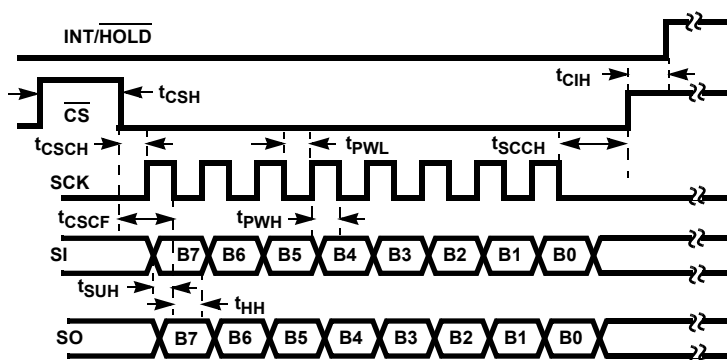 INT/HOLD
tCIH
CS
tCSH
tCSCH
tPWL
tSCCH
SCK
tCSCF
tPWH
SI B7 B6 B5 B4 B3 B2 B1 B0
tSUH
tHH
SO B7 B6 B5 B4 B3 B2 B1 B0